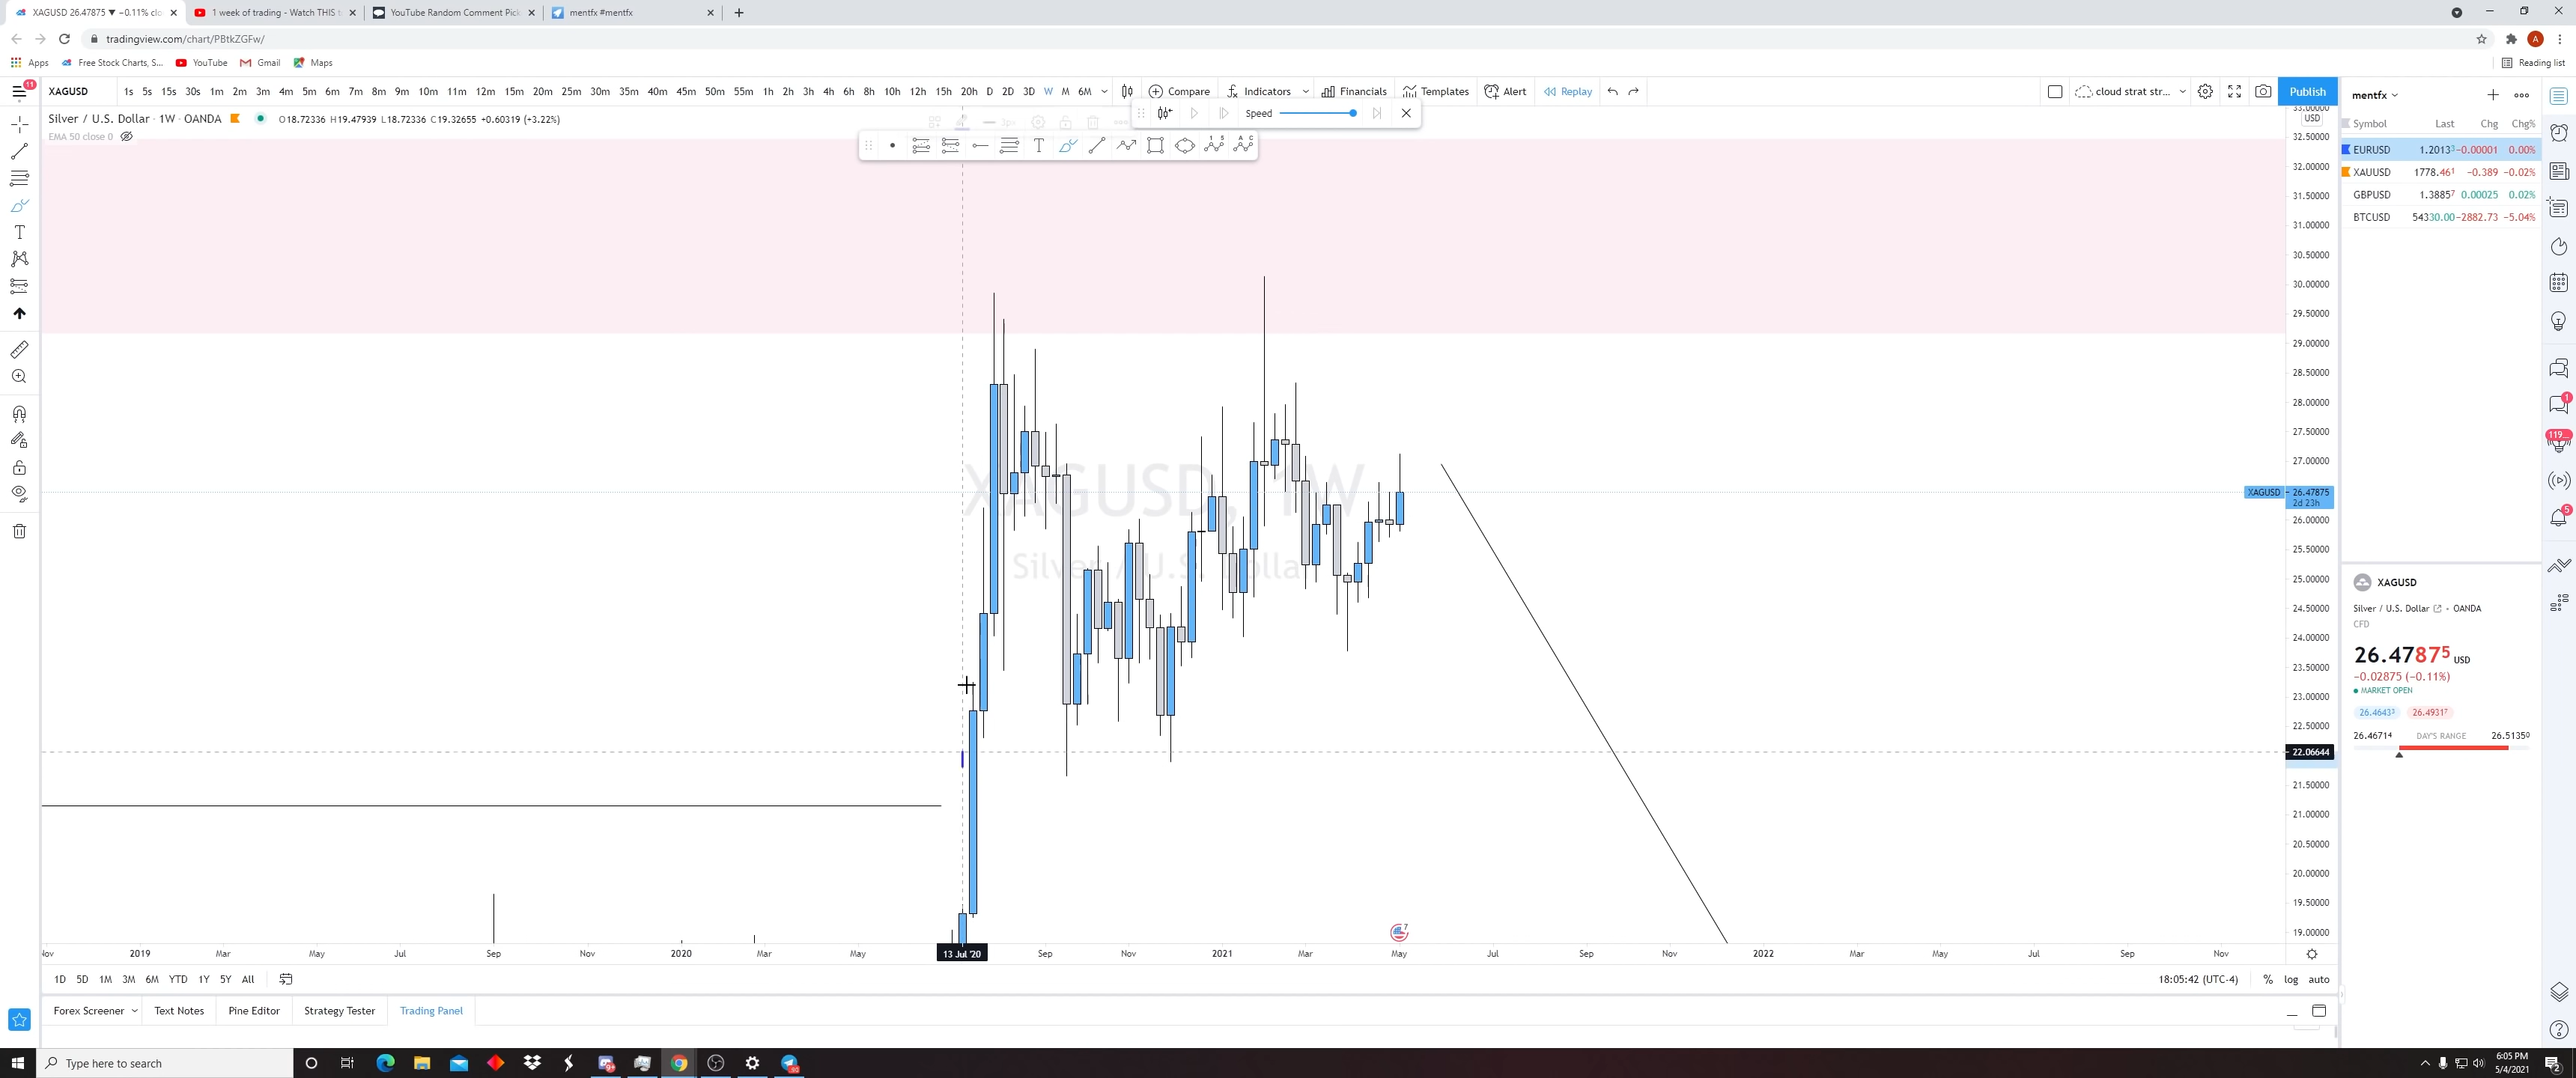 XAGUSD 26.47875 ▼ −0.11% clo
1 week of trading - Watch THIS t
YouTube Random Comment Pick
mentfx #mentfx
tradingview.com/chart/PBtkZGFw/
Apps Free Stock Charts, S... YouTube Gmail Maps Reading list
11
XAGUSD 1s 5s 15s 30s 1m 2m 3m 4m 5m 6m 7m 8m 9m 10m 11m 12m 15m 20m 25m 30m 35m 40m 45m 50m 55m 1h 2h 3h 4h 6h 8h 10h 12h 15h 20h D 2D 3D W M 6M Compare Indicators Financials Templates Alert Replay cloud strat str... Publish
Silver / U.S. Dollar · 1W · OANDA O18.72336 H19.47939 L18.72336 C19.32655 +0.60319 (+3.22%)
EMA 50 close 0
Speed
XAGUSD, 1W
Silver / U.S. Dolla
33.00000
USD
32.50000
32.00000
31.50000
31.00000
30.50000
30.00000
29.50000
29.00000
28.50000
28.00000
27.50000
27.00000
XAGUSD 26.47875
2d 23h
26.00000
25.50000
25.00000
24.50000
24.00000
23.50000
23.00000
22.50000
22.06644
21.50000
21.00000
20.50000
20.00000
19.50000
19.00000
Nov 2019 Mar May Jul Sep Nov 2020 Mar May 13 Jul '20 Sep Nov 2021 Mar May Jul Sep Nov 2022 Mar May Jul Sep Nov
1D 5D 1M 3M 6M YTD 1Y 5Y All 18:05:42 (UTC-4) % log auto
Forex Screener Text Notes Pine Editor Strategy Tester Trading Panel
mentfx
Symbol Last Chg Chg%
EURUSD 1.20133 −0.00001 0.00%
XAUUSD 1778.461 −0.389 −0.02%
GBPUSD 1.38857 0.00025 0.02%
BTCUSD 54330.00 −2882.73 −5.04%
XAGUSD
Silver / U.S. Dollar · OANDA
CFD
26.47875 USD
−0.02875 (−0.11%)
MARKET OPEN
26.46433 26.49317
26.46714 DAY'S RANGE 26.51350
1
119...
5
Type here to search
6:05 PM
5/4/2021
2